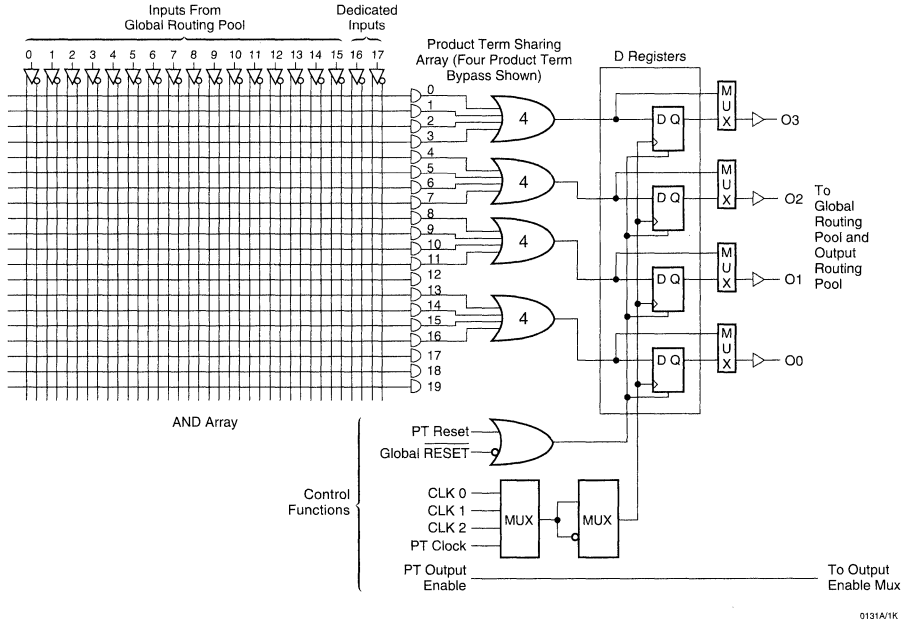 Inputs From
Global Routing Pool
Dedicated
Inputs
0 1 2 3 4 5 6 7 8 9 10 11 12 13 14 15 16 17
Product Term Sharing
Array (Four Product Term
Bypass Shown)
D Registers
0
1
2
3
4
5
6
7
8
9
10
11
12
13
14
15
16
17
18
19
4
4
4
4
D Q
D Q
D Q
D Q
MUX
MUX
MUX
MUX
O3
O2
O1
O0
To
Global
Routing
Pool and
Output
Routing
Pool
AND Array
Control
Functions
PT Reset
Global RESET
CLK 0
CLK 1
CLK 2
PT Clock
MUX
MUX
PT Output
Enable
To Output
Enable Mux
0131A/1K